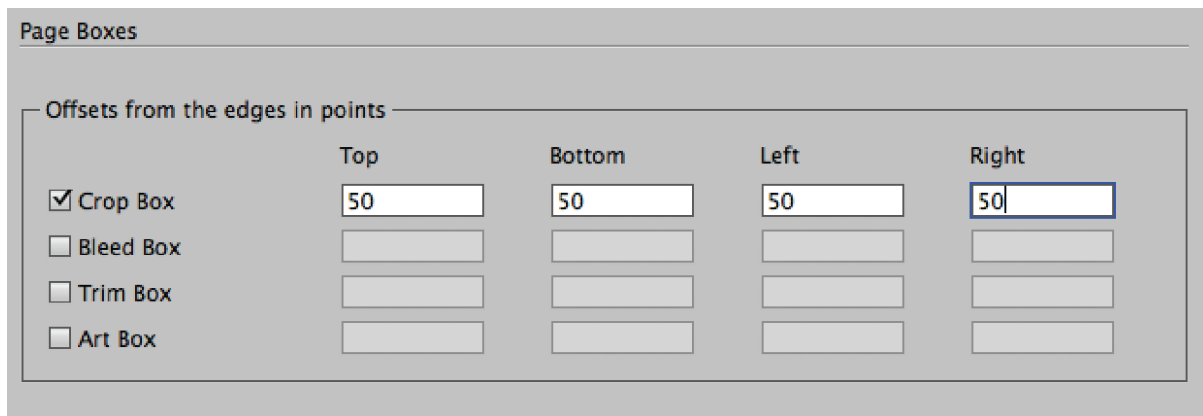 Page Boxes
Offsets from the edges in points
Top Bottom Left Right
Crop Box 50 50 50 50
Bleed Box
Trim Box
Art Box